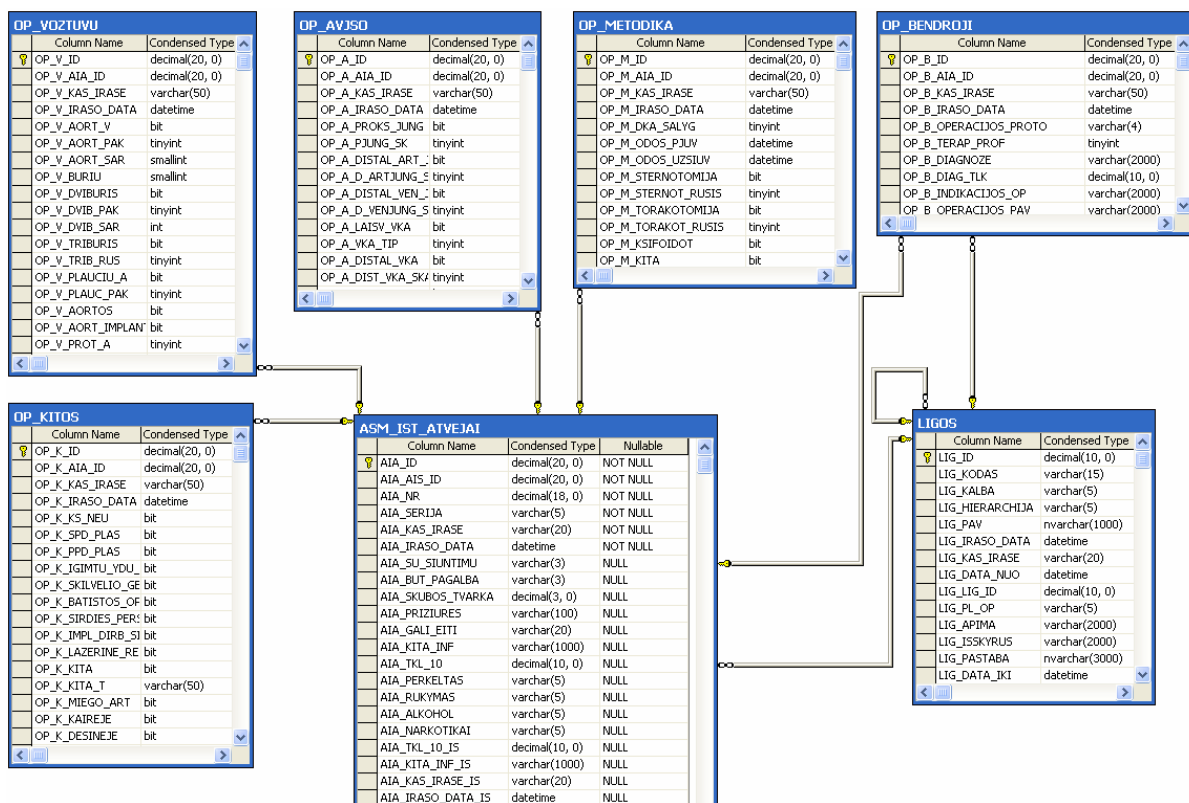 OP_VOZTUVU
Column Name Condensed Type
OP_V_ID decimal(20, 0)
OP_V_AIA_ID decimal(20, 0)
OP_V_KAS_IRASE varchar(50)
OP_V_IRASO_DATA datetime
OP_V_AORT_V bit
OP_V_AORT_PAK tinyint
OP_V_AORT_SAR smallint
OP_V_BURIU smallint
OP_V_DVIBURIS bit
OP_V_DVIB_PAK tinyint
OP_V_DVIB_SAR int
OP_V_TRIBURIS bit
OP_V_TRIB_RUS tinyint
OP_V_PLAUCIU_A bit
OP_V_PLAUC_PAK tinyint
OP_V_AORTOS bit
OP_V_AORT_IMPLAN bit
OP_V_PROT_A tinyint
OP_AVJSO
Column Name Condensed Type
OP_A_ID decimal(20, 0)
OP_A_AIA_ID decimal(20, 0)
OP_A_KAS_IRASE varchar(50)
OP_A_IRASO_DATA datetime
OP_A_PROKS_JUNG bit
OP_A_PJUNG_SK tinyint
OP_A_DISTAL_ART_ bit
OP_A_D_ARTJUNG_S tinyint
OP_A_DISTAL_VEN_ bit
OP_A_D_VENJUNG_S tinyint
OP_A_LAISV_VKA bit
OP_A_VKA_TIP tinyint
OP_A_DISTAL_VKA bit
OP_A_DIST_VKA_SKA tinyint
OP_METODIKA
Column Name Condensed Type
OP_M_ID decimal(20, 0)
OP_M_AIA_ID decimal(20, 0)
OP_M_KAS_IRASE varchar(50)
OP_M_IRASO_DATA datetime
OP_M_DKA_SALYG tinyint
OP_M_ODOS_PJUV datetime
OP_M_ODOS_UZSIUV datetime
OP_M_STERNOTOMIJA bit
OP_M_STERNOT_RUSIS tinyint
OP_M_TORAKOTOMIJA bit
OP_M_TORAKOT_RUSIS tinyint
OP_M_KSIFOIDOT bit
OP_M_KITA bit
OP_BENDROJI
Column Name Condensed Type
OP_B_ID decimal(20, 0)
OP_B_AIA_ID decimal(20, 0)
OP_B_KAS_IRASE varchar(50)
OP_B_IRASO_DATA datetime
OP_B_OPERACIJOS_PROTO varchar(4)
OP_B_TERAP_PROF tinyint
OP_B_DIAGNOZE varchar(2000)
OP_B_DIAG_TLK decimal(10, 0)
OP_B_INDIKACIJOS_OP varchar(2000)
OP_B_OPERACIJOS_PAV varchar(2000)
OP_KITOS
Column Name Condensed Type
OP_K_ID decimal(20, 0)
OP_K_AIA_ID decimal(20, 0)
OP_K_KAS_IRASE varchar(50)
OP_K_IRASO_DATA datetime
OP_K_KS_NEU bit
OP_K_SPD_PLAS bit
OP_K_PPD_PLAS bit
OP_K_IGIMTU_YDU_ bit
OP_K_SKILVELIO_GE bit
OP_K_BATISTOS_OF bit
OP_K_SIRDIES_PERS bit
OP_K_IMPL_DIRB_SI bit
OP_K_LAZERINE_RE bit
OP_K_KITA bit
OP_K_KITA_T varchar(50)
OP_K_MIEGO_ART bit
OP_K_KAIREJE bit
OP_K_DESINEJE bit
ASM_IST_ATVEJAI
Column Name Condensed Type Nullable
AIA_ID decimal(20, 0) NOT NULL
AIA_AIS_ID decimal(20, 0) NOT NULL
AIA_NR decimal(18, 0) NOT NULL
AIA_SERIJA varchar(5) NOT NULL
AIA_KAS_IRASE varchar(20) NOT NULL
AIA_IRASO_DATA datetime NOT NULL
AIA_SU_SIUNTIMU varchar(3) NULL
AIA_BUT_PAGALBA varchar(3) NULL
AIA_SKUBOS_TVARKA decimal(3, 0) NULL
AIA_PRIZIURES varchar(100) NULL
AIA_GALI_EITI varchar(20) NULL
AIA_KITA_INF varchar(1000) NULL
AIA_TKL_10 decimal(10, 0) NULL
AIA_PERKELTAS varchar(5) NULL
AIA_RUKYMAS varchar(5) NULL
AIA_ALKOHOL varchar(5) NULL
AIA_NARKOTIKAI varchar(5) NULL
AIA_TKL_10_IS decimal(10, 0) NULL
AIA_KITA_INF_IS varchar(1000) NULL
AIA_KAS_IRASE_IS varchar(20) NULL
AIA_IRASO_DATA_IS datetime NULL
LIGOS
Column Name Condensed Type
LIG_ID decimal(10, 0)
LIG_KODAS varchar(15)
LIG_KALBA varchar(5)
LIG_HIERARCHIJA varchar(5)
LIG_PAV nvarchar(1000)
LIG_IRASO_DATA datetime
LIG_KAS_IRASE varchar(20)
LIG_DATA_NUO datetime
LIG_LIG_ID decimal(10, 0)
LIG_PL_OP varchar(5)
LIG_APIMA varchar(2000)
LIG_ISSKYRUS varchar(2000)
LIG_PASTABA nvarchar(3000)
LIG_DATA_IKI datetime